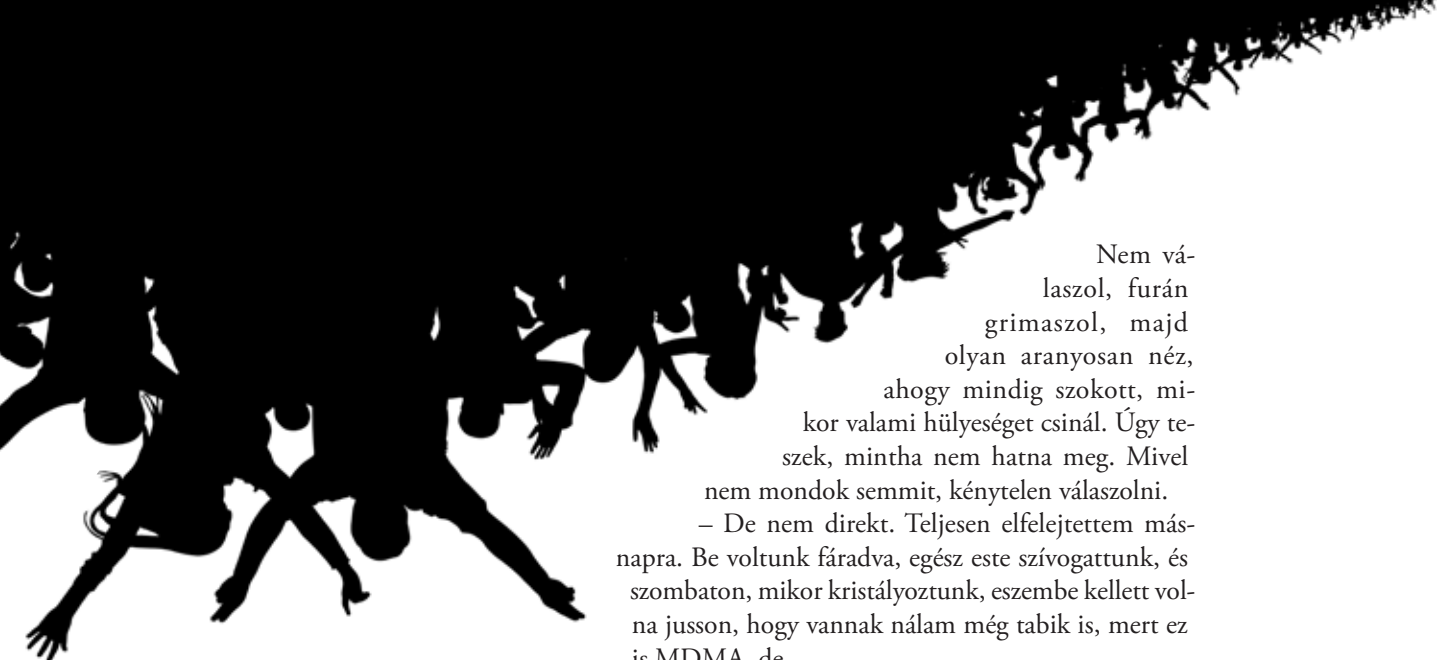 Nem vá-
laszol, furán
grimaszol, majd
olyan aranyosan néz,
ahogy mindig szokott, mi-
kor valami hülyeséget csinál. Úgy te-
szek, mintha nem hatna meg. Mivel
nem mondok semmit, kénytelen válaszolni.
– De nem direkt. Teljesen elfelejtettem más-
napra. Be voltunk fáradva, egész este szívogattunk, és
szombaton, mikor kristályoztunk, eszembe kellett vol-
na jusson, hogy vannak nálam még tabik is, mert ez
is MDMA, de